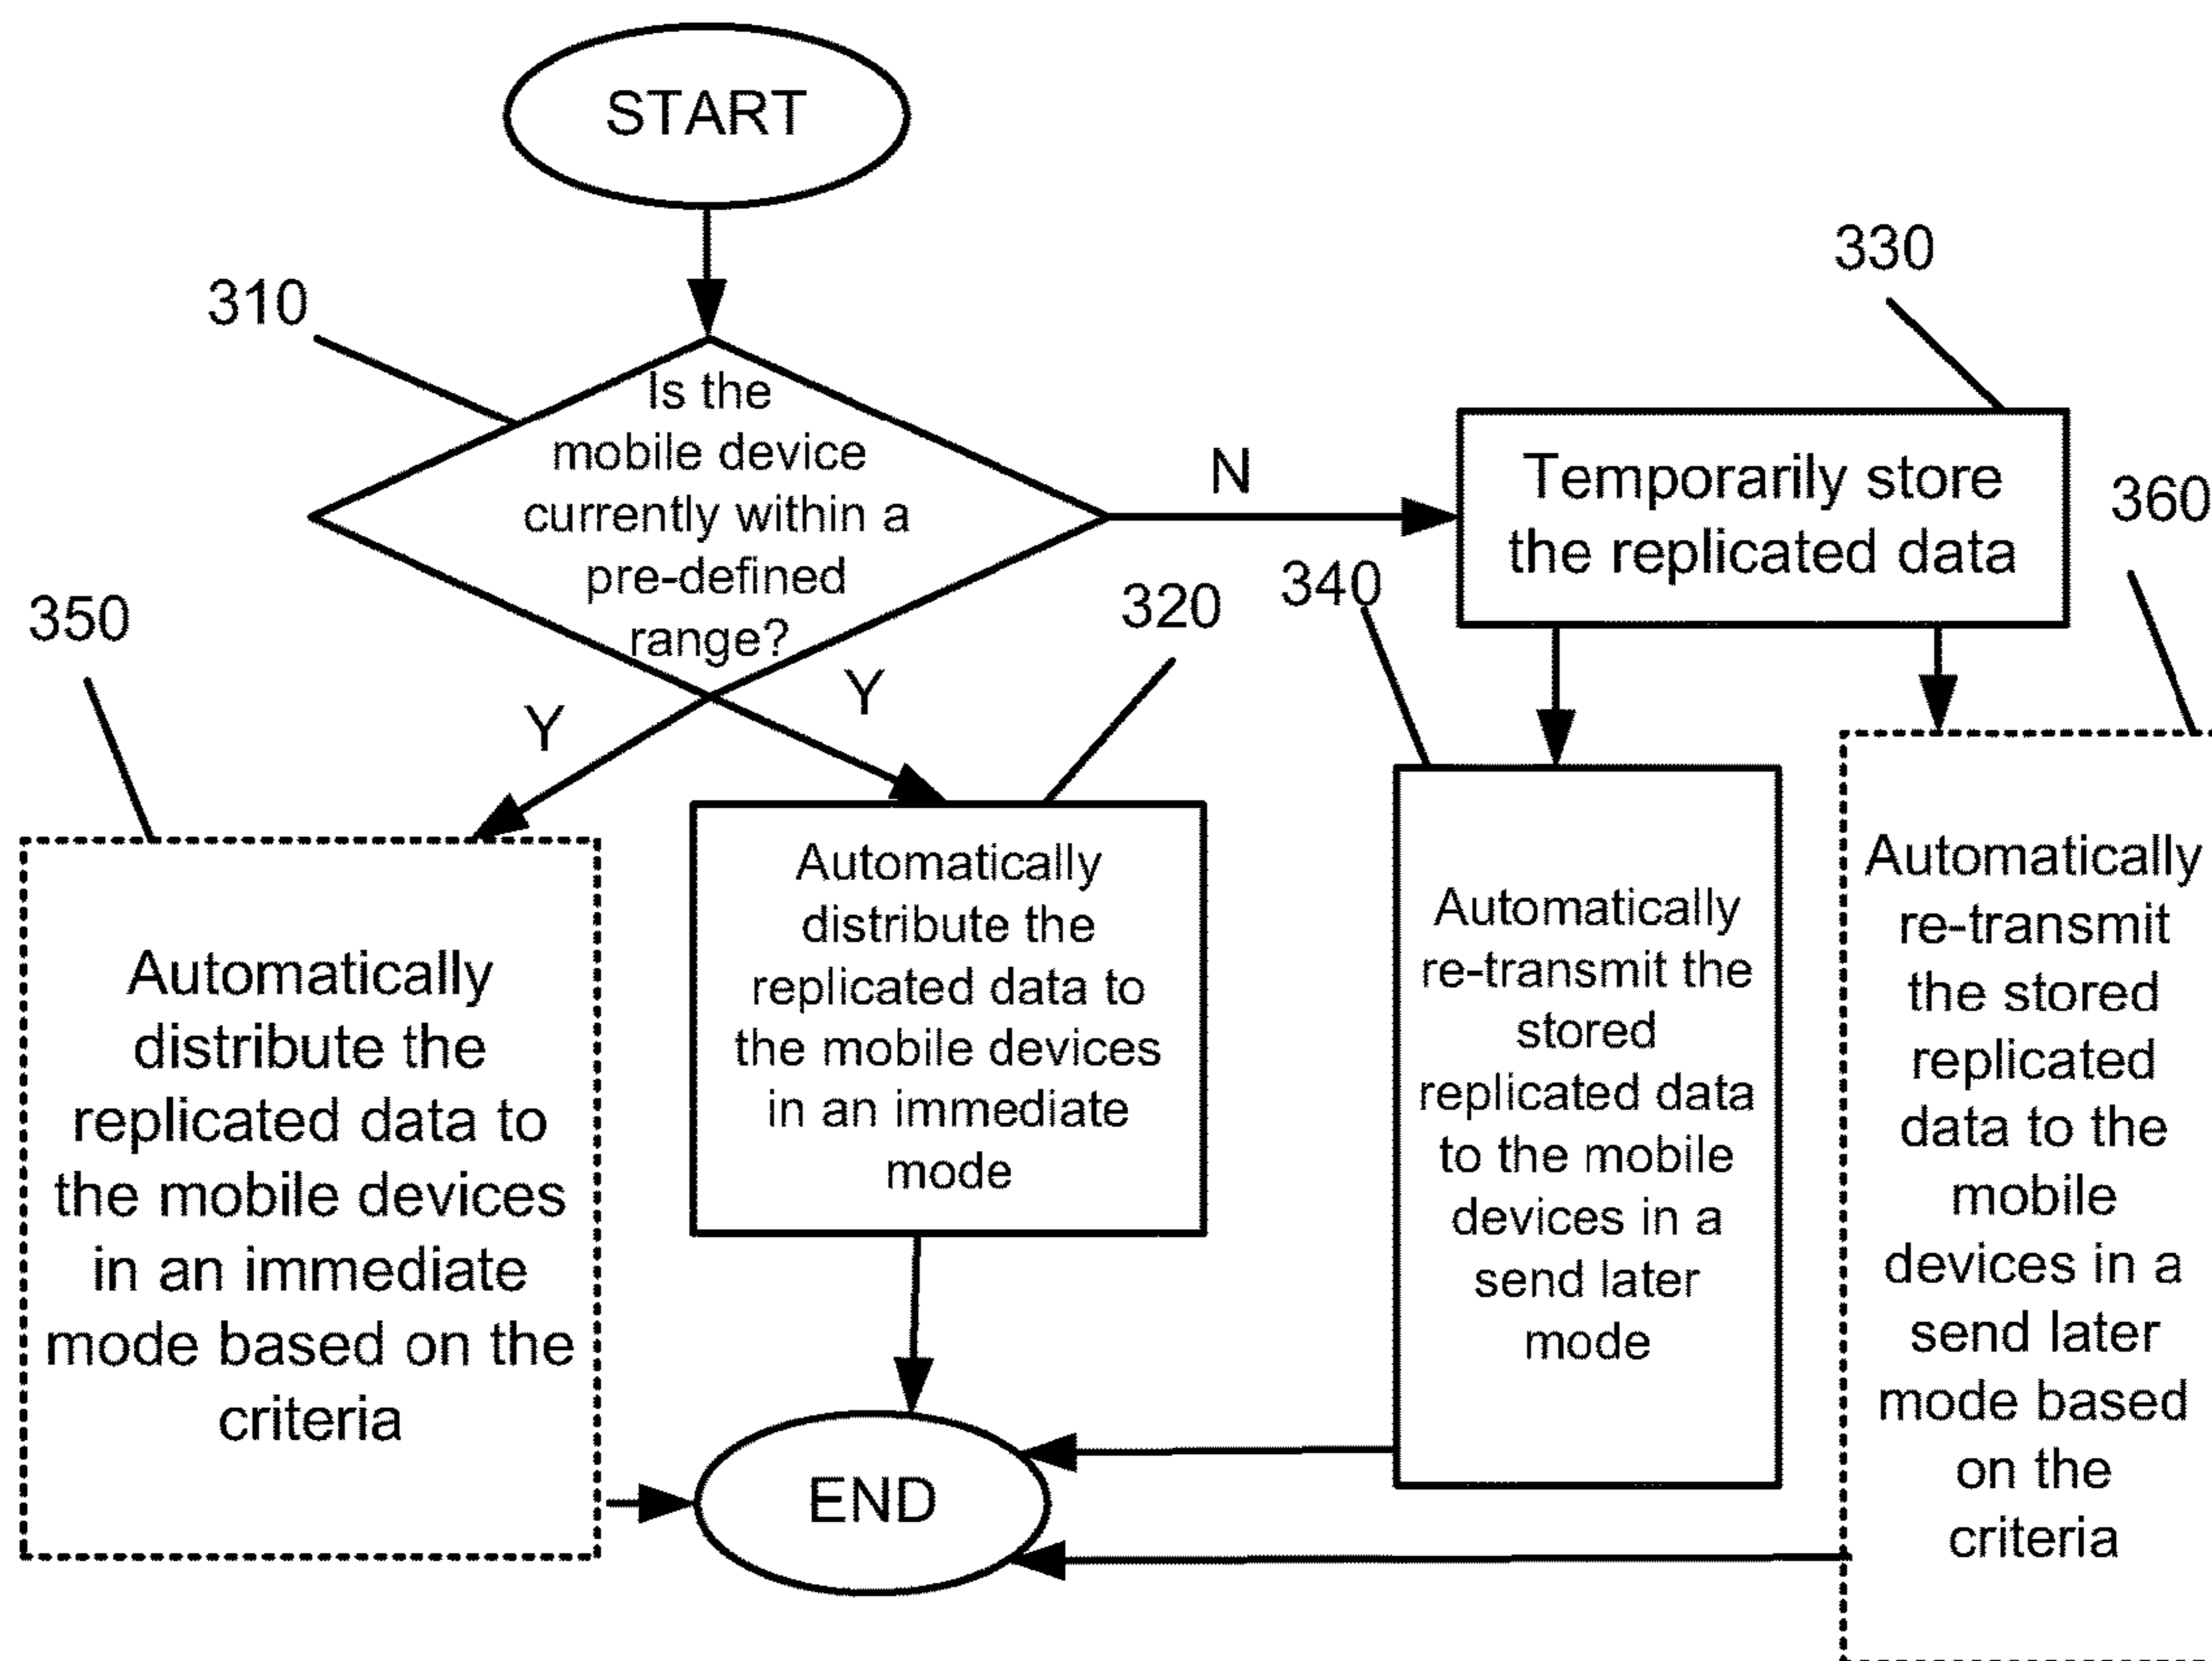 START
310
Is the
mobile device
currently within a
pre-defined
range?
N
330
Temporarily store
the replicated data
360
350
Y
Y
320
340
Automatically
distribute the
replicated data to
the mobile devices
in an immediate
mode based on the
criteria
Automatically
distribute the
replicated data to
the mobile devices
in an immediate
mode
Automatically
re-transmit the
stored
replicated data
to the mobile
devices in a
send later
mode
Automatically
re-transmit
the stored
replicated
data to the
mobile
devices in a
send later
mode based
on the
criteria
END